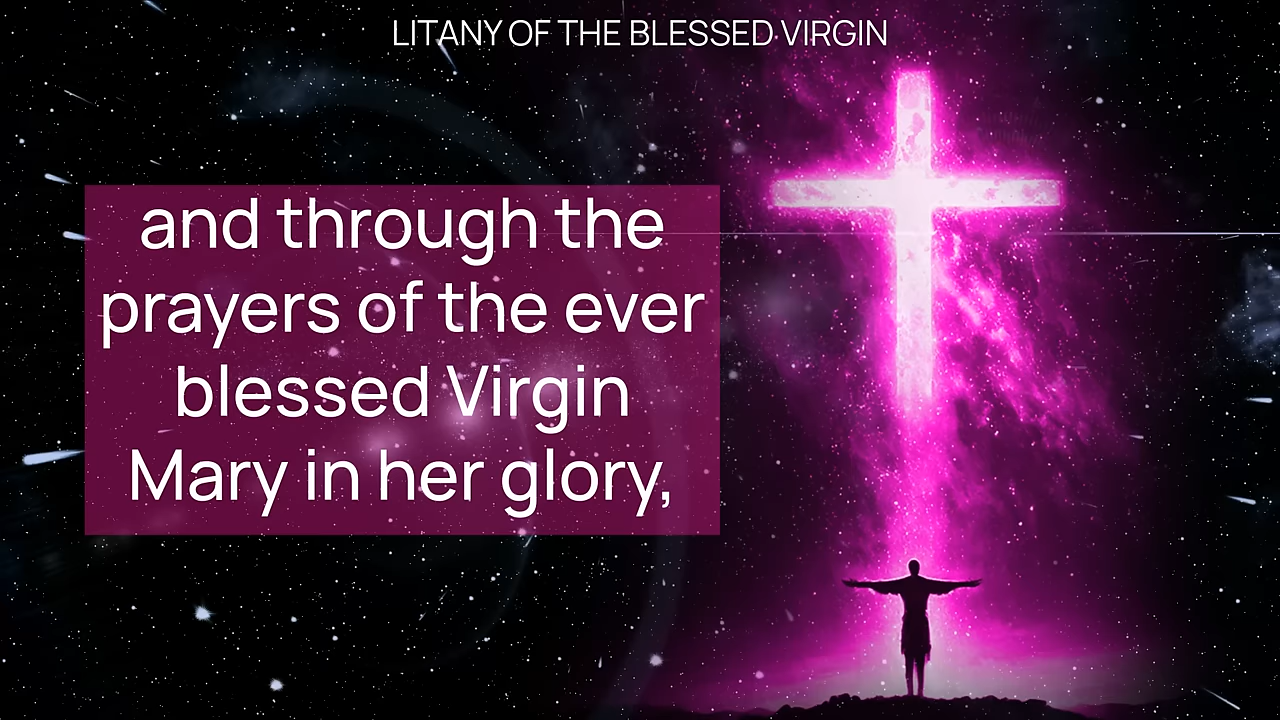 LITANY OF THE BLESSED VIRGIN
and through the
prayers of the ever
blessed Virgin
Mary in her glory,